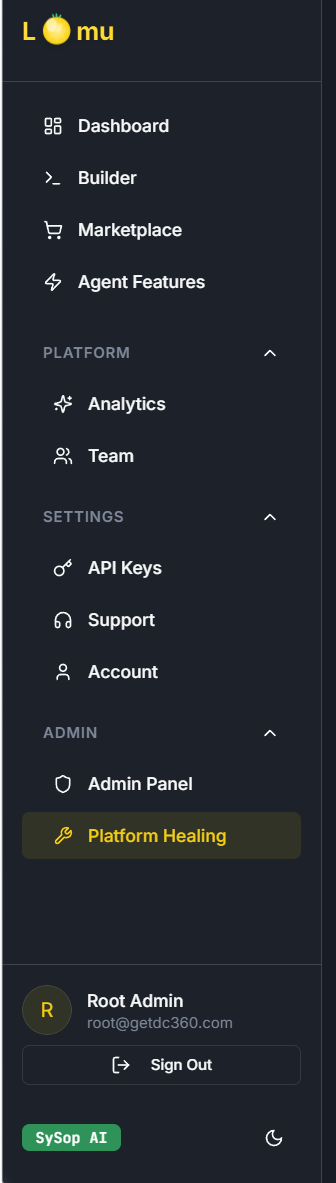 L mu
Dashboard
Builder
Marketplace
Agent Features
PLATFORM
Analytics
Team
SETTINGS
API Keys
Support
Account
ADMIN
Admin Panel
Platform Healing
R
Root Admin
root@getdc360.com
Sign Out
SySop AI